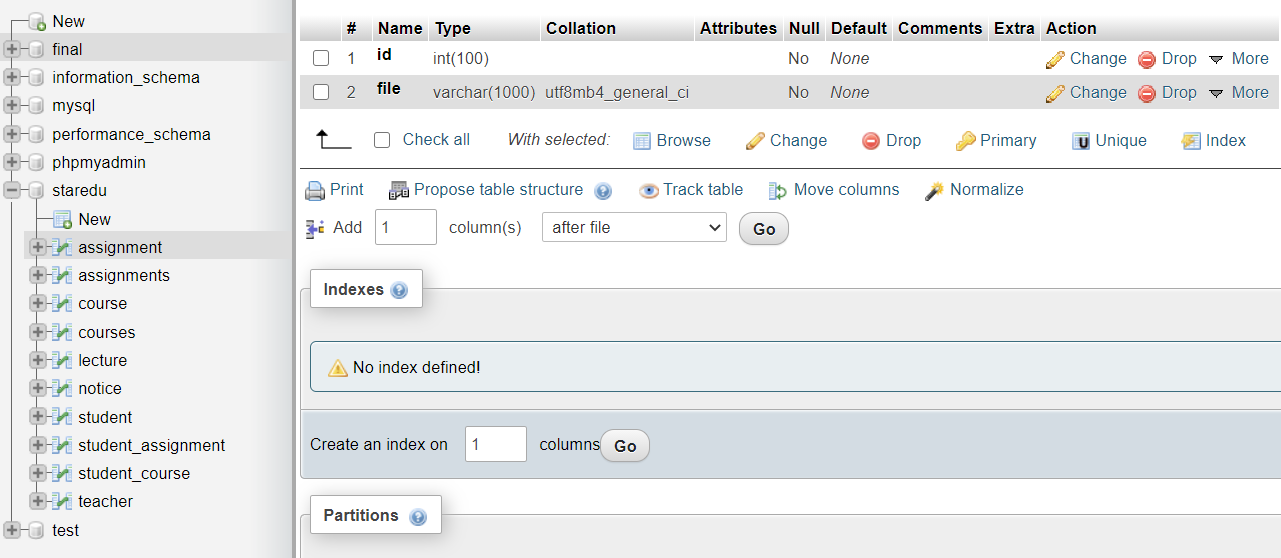 New
final
information_schema
mysql
performance_schema
phpmyadmin
staredu
New
assignment
assignments
course
courses
lecture
notice
student
student_assignment
student_course
teacher
test
# Name Type Collation Attributes Null Default Comments Extra Action
1 id int(100) No None Change Drop More
2 file varchar(1000) utf8mb4_general_ci No None Change Drop More
Check all With selected: Browse Change Drop Primary Unique Index
Print Propose table structure Track table Move columns Normalize
Add 1 column(s) after file Go
Indexes
No index defined!
Create an index on 1 columns Go
Partitions